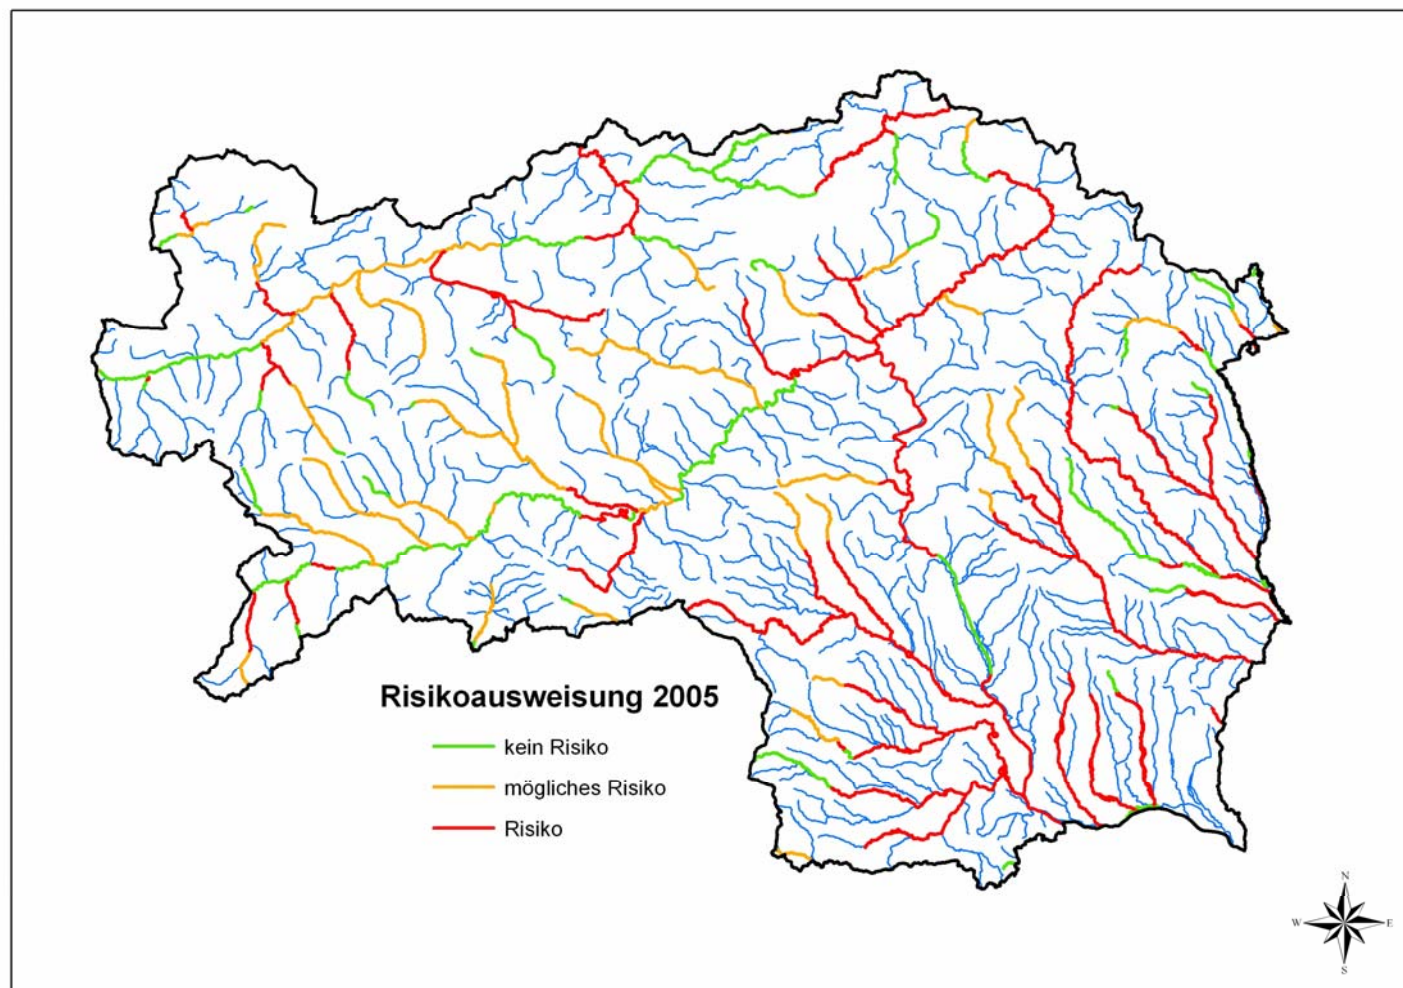 Risikoausweisung 2005
kein Risiko
mögliches Risiko
Risiko
N
W E
S